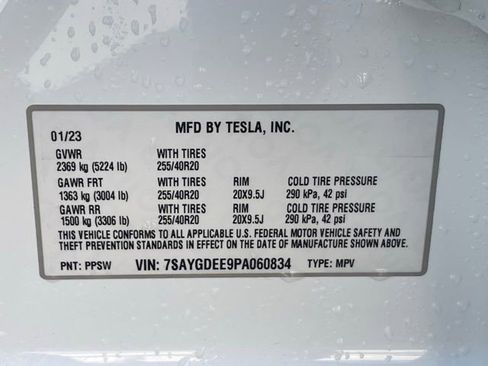 MFD BY TESLA, INC.
01/23
GVWR WITH TIRES
2369 kg (5224 lb) 255/40R20
GAWR FRT WITH TIRES RIM COLD TIRE PRESSURE
1363 kg (3004 lb) 255/40R20 20X9.5J 290 kPa, 42 psi
GAWR RR WITH TIRES RIM COLD TIRE PRESSURE
1500 kg (3306 lb) 255/40R20 20X9.5J 290 kPa, 42 psi
THIS VEHICLE CONFORMS TO ALL APPLICABLE U.S. FEDERAL MOTOR VEHICLE SAFETY AND
THEFT PREVENTION STANDARDS IN EFFECT ON THE DATE OF MANUFACTURE SHOWN ABOVE.
PNT: PPSW VIN: 7SAYGDEE9PA060834 TYPE: MPV